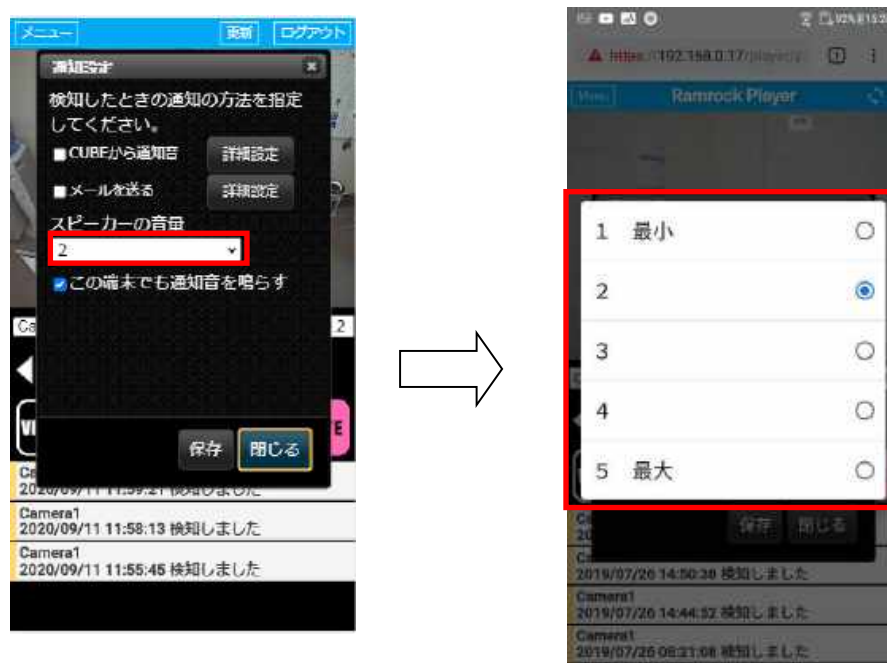 メニュー
更新
ログアウト
通知設定
検知したときの通知の方法を指定
してください。
CUBEから通知音
詳細設定
メールを送る
詳細設定
スピーカーの音量
2
この端末でも通知音を鳴らす
2
保存
閉じる
2020/09/11 11:59:21 検知しました
Camera1
2020/09/11 11:58:13 検知しました
Camera1
2020/09/11 11:55:45 検知しました
92%
https://192.168.0.17/player/
1
Menu
Ramrock Player
1 最小
2
3
4
5 最大
保存
閉じる
2019/07/26 14:50:30 検知しました
Camera1
2019/07/26 14:44:52 検知しました
Camera1
2019/07/26 08:21:08 検知しました